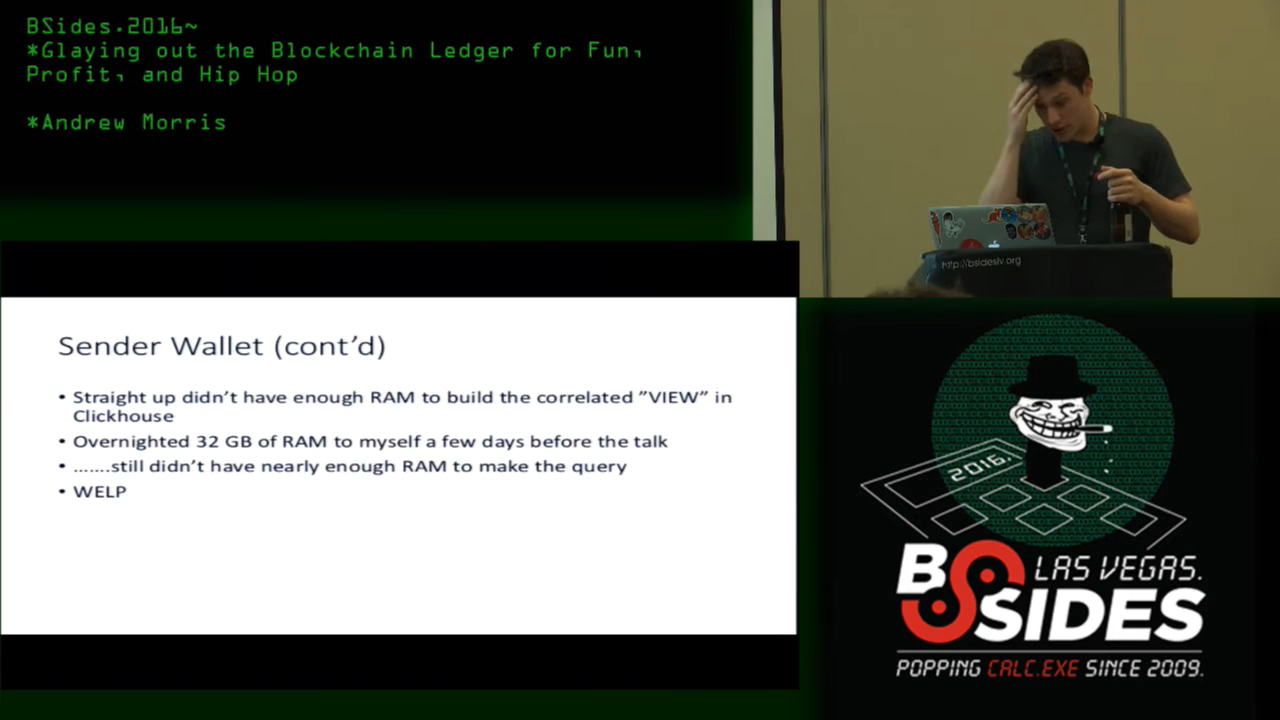 BSides.2016~
*Glaying out the Blockchain Ledger for Fun,
Profit, and Hip Hop
*Andrew Morris
http://bsideslv.org
Sender Wallet (cont’d)
• Straight up didn’t have enough RAM to build the correlated ”VIEW” in
Clickhouse
• Overnighted 32 GB of RAM to myself a few days before the talk
• .......still didn’t have nearly enough RAM to make the query
• WELP
2016.
BSIDES
LAS VEGAS.
POPPING CALC.EXE SINCE 2009.